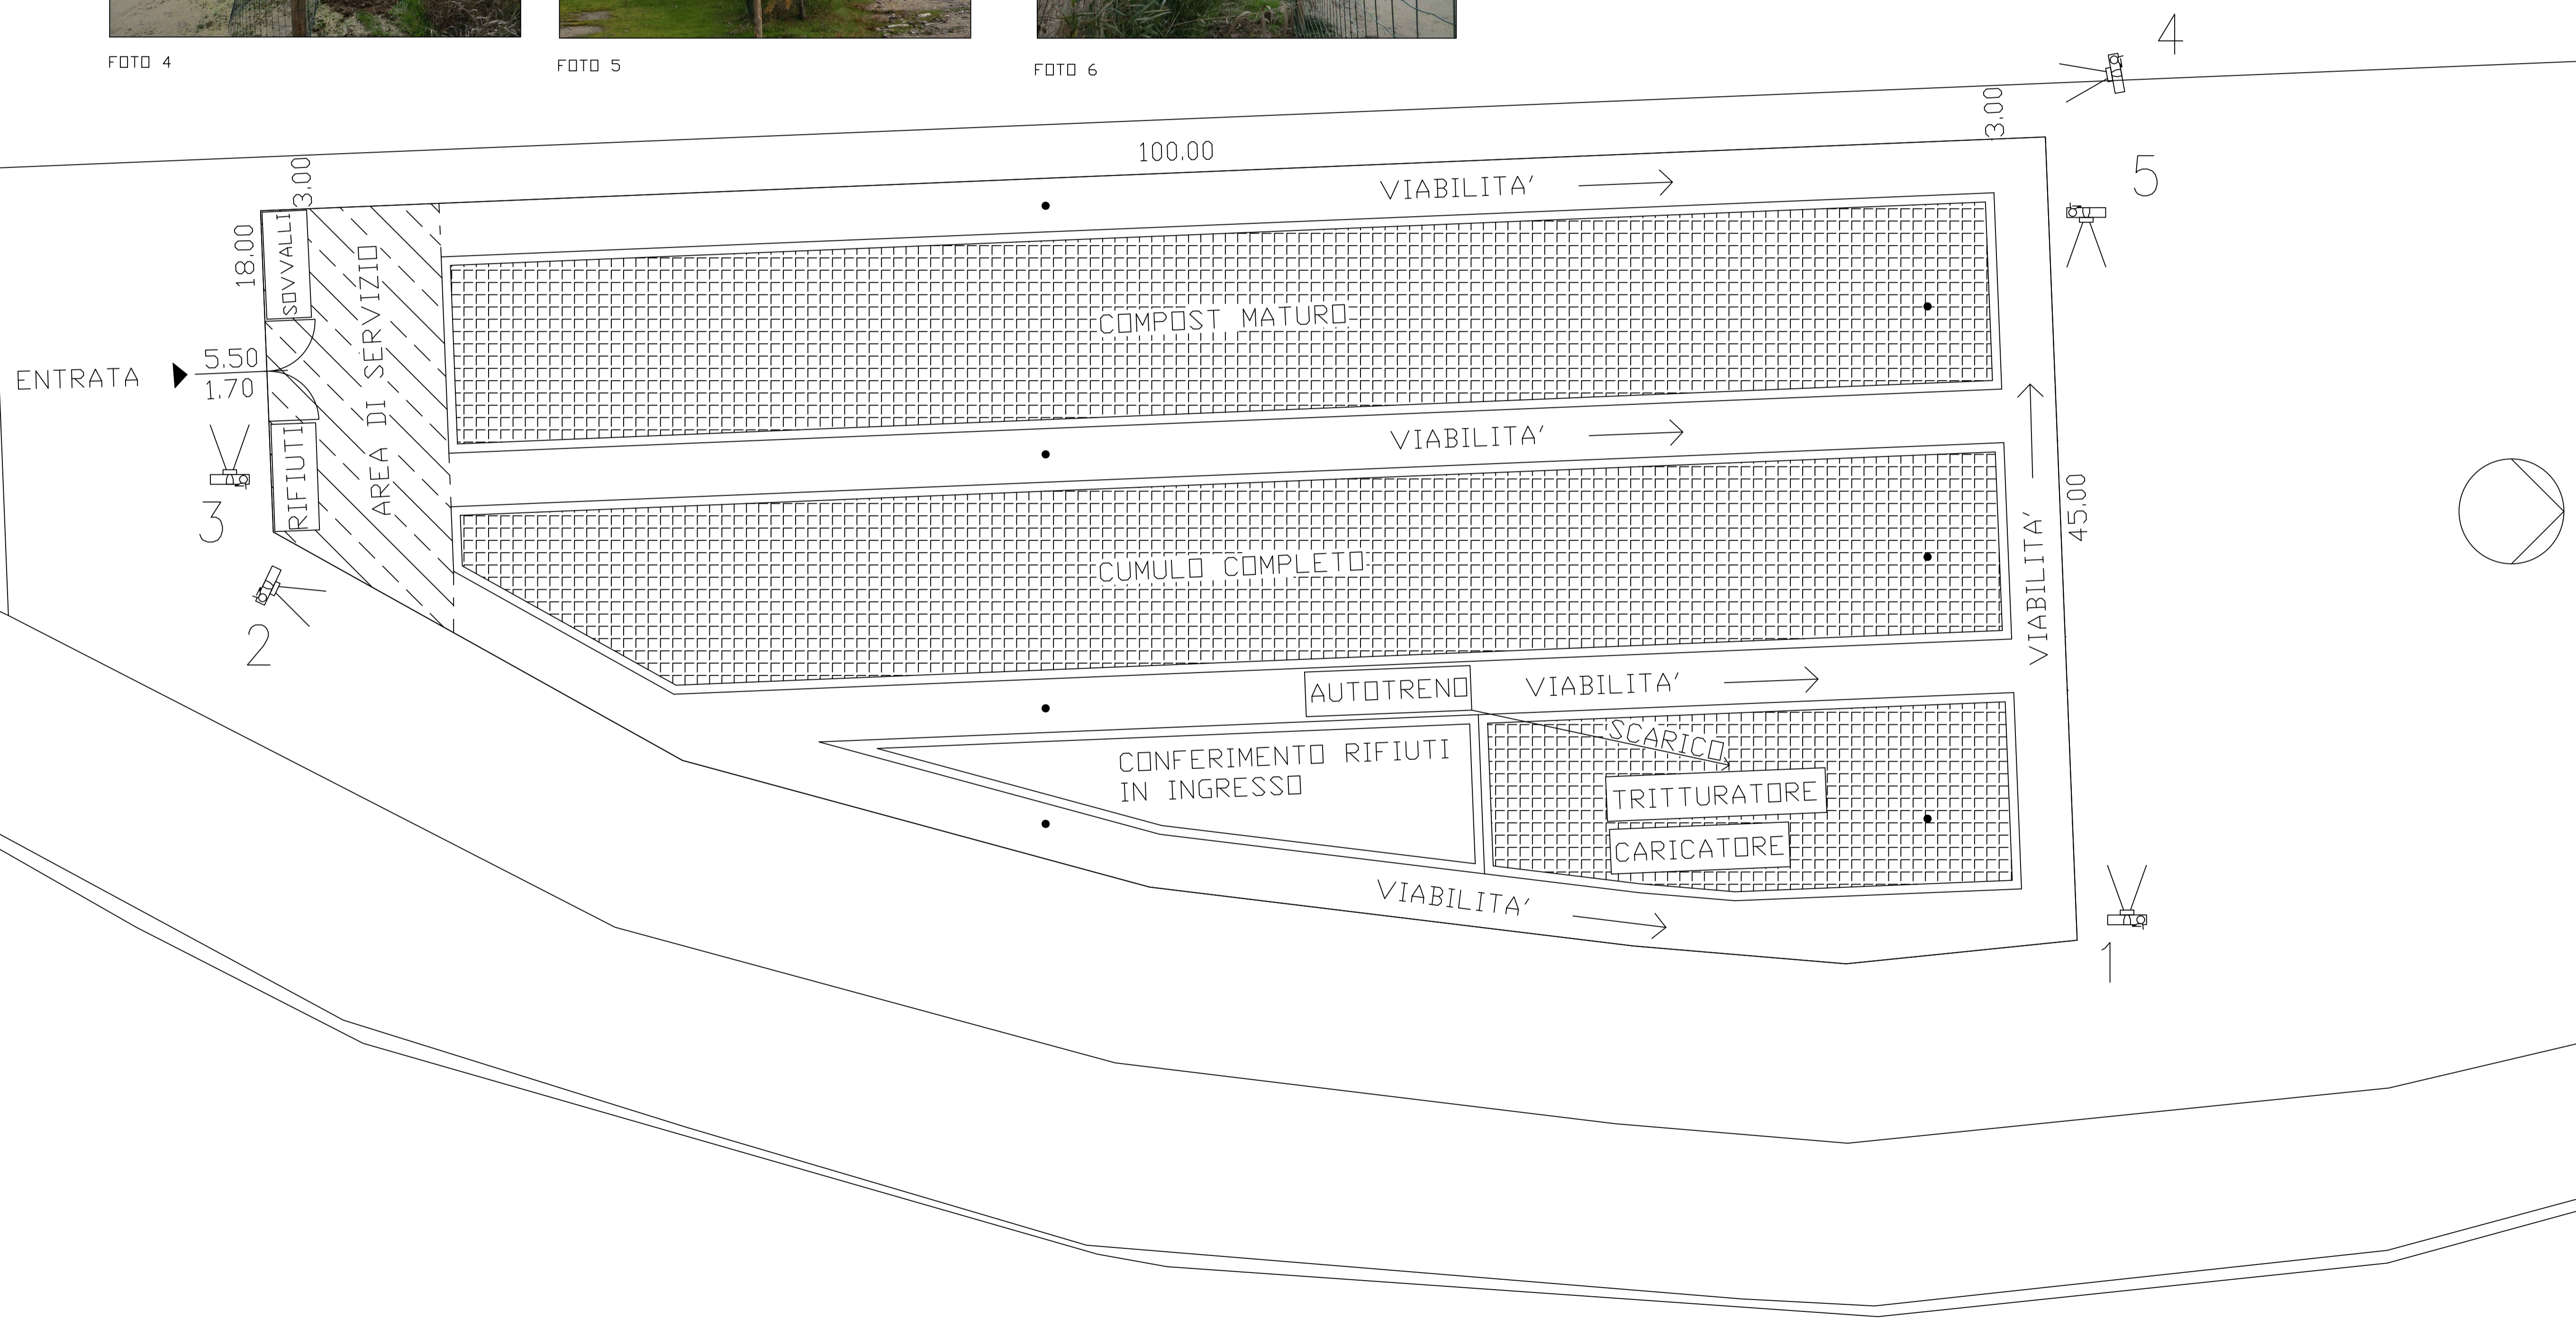 FOTO 4
FOTO 5
FOTO 6
4
3.00
100.00
3.00
5
VIABILITA'
18.00
SOVVALLI
AREA DI SERVIZIO
COMPOST MATURO
ENTRATA
5.50
1.70
VIABILITA'
RIFIUTI
3
45.00
VIABILITA'
CUMULO COMPLETO
2
AUTOTRENO
VIABILITA'
SCARICO
CONFERIMENTO RIFIUTI
IN INGRESSO
TRITTURATORE
CARICATORE
VIABILITA'
1